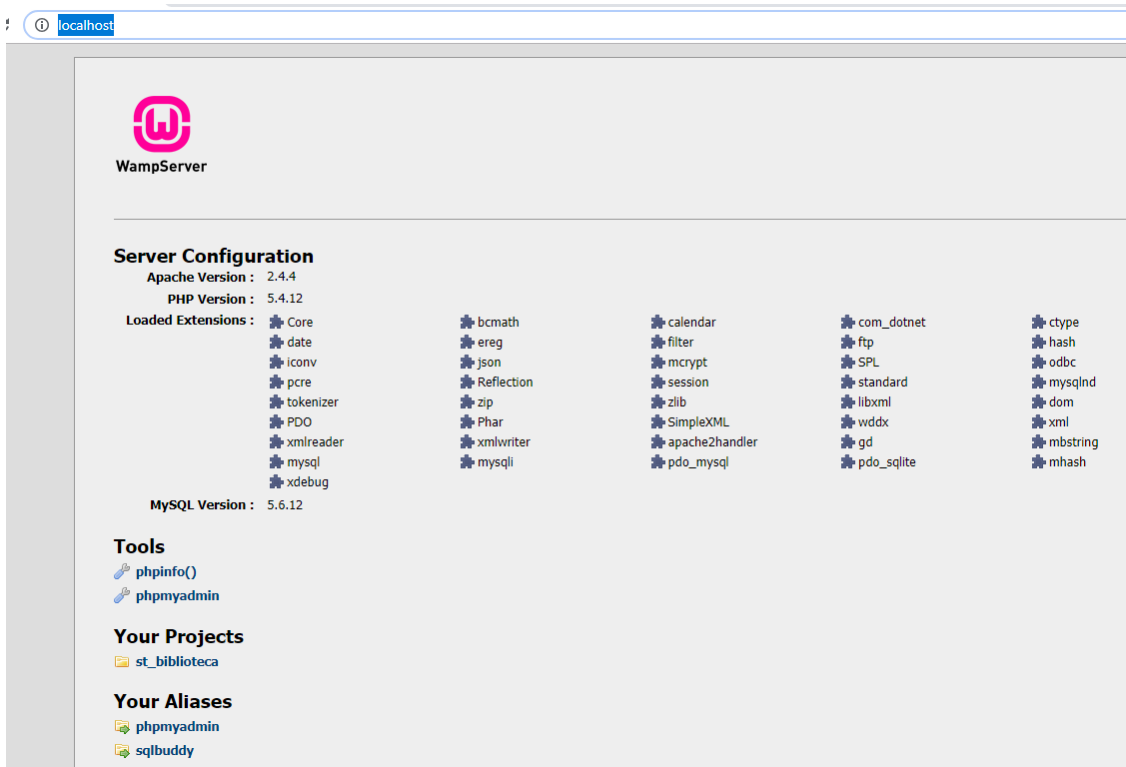 localhost
WampServer
Server Configuration
Apache Version : 2.4.4
PHP Version : 5.4.12
Loaded Extensions : Core bcmath calendar com_dotnet ctype
date ereg filter ftp hash
iconv json mcrypt SPL odbc
pcre Reflection session standard mysqlnd
tokenizer zip zlib libxml dom
PDO Phar SimpleXML wddx xml
xmlreader xmlwriter apache2handler gd mbstring
mysql mysqli pdo_mysql pdo_sqlite mhash
xdebug
MySQL Version : 5.6.12
Tools
phpinfo()
phpmyadmin
Your Projects
st_biblioteca
Your Aliases
phpmyadmin
sqlbuddy